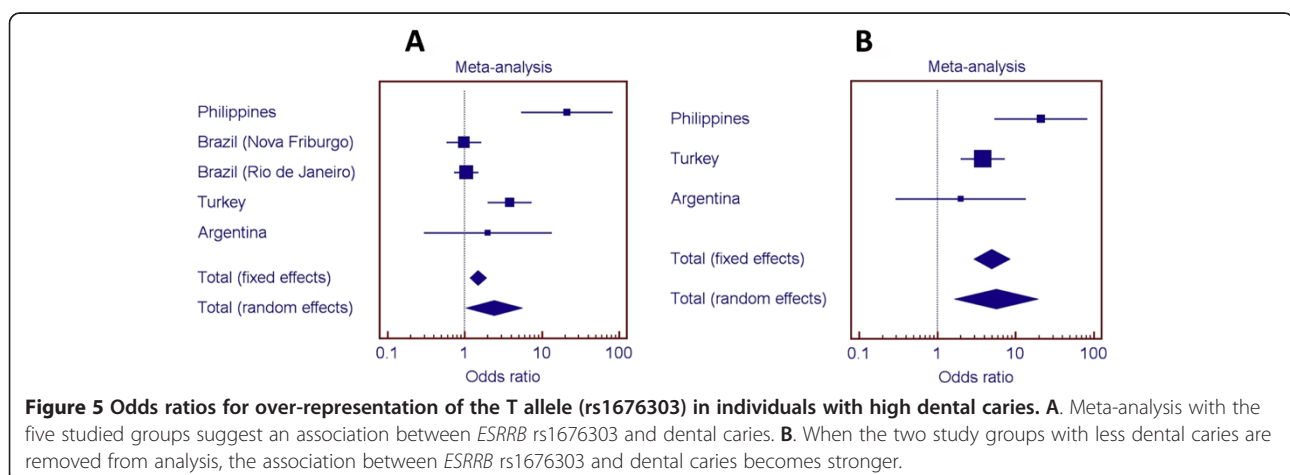 A
Meta-analysis
Philippines
Brazil (Nova Friburgo)
Brazil (Rio de Janeiro)
Turkey
Argentina
Total (fixed effects)
Total (random effects)
0.1 1 10 100
Odds ratio
B
Meta-analysis
Philippines
Turkey
Argentina
Total (fixed effects)
Total (random effects)
0.1 1 10 100
Odds ratio
Figure 5 Odds ratios for over-representation of the T allele (rs1676303) in individuals with high dental caries. A. Meta-analysis with the
five studied groups suggest an association between ESRRB rs1676303 and dental caries. B. When the two study groups with less dental caries are
removed from analysis, the association between ESRRB rs1676303 and dental caries becomes stronger.